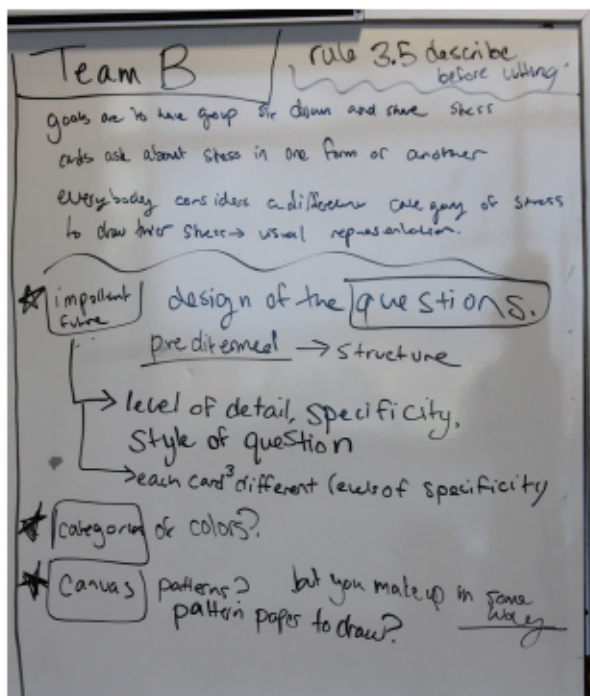 Team B
rule 3.5 describe
before cutting.
goals are to have group sit down and share stress
cards ask about stress in one form or another
everybody considers a different category of stress
to draw their stress → visual representation.
★ important design of the questions.
future
prediterened → structure
→ level of detail, specificity,
style of question
→ each card 3 different levels of specificity
★ categories or colors?
★ canvas patterns? but you make up in some
way
pattern paper to draw?